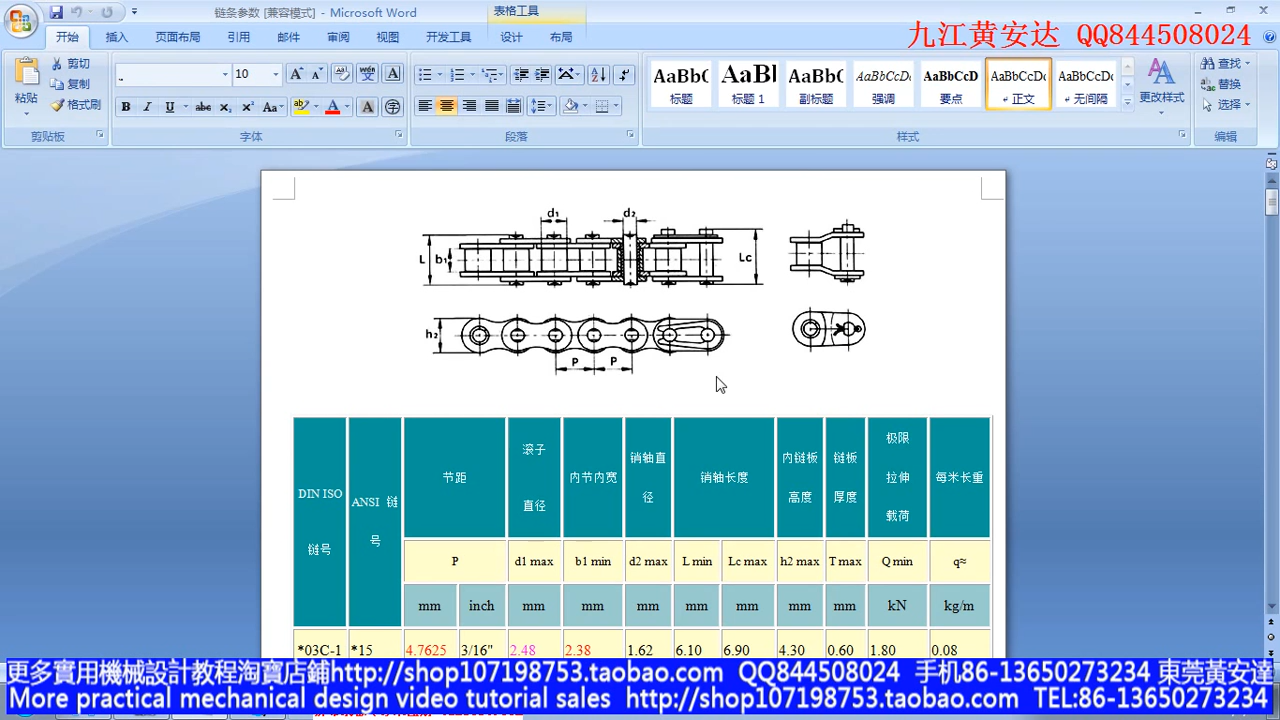 链条参数 [兼容模式] - Microsoft Word
表格工具
开始 插入 页面布局 引用 邮件 审阅 视图 开发工具 设计 布局
九江黄安达 QQ844508024
粘贴
剪切
复制
格式刷
剪贴板
10
字体
段落
AaBbC AaBbl AaBbC AaBbCcDc AaBbCcD AaBbCcDc AaBbCcDc
标题 标题 1 副标题 强调 要点 正文 无间隔
更改样式
样式
查找
替换
选择
编辑
d₁ d₂
L b₁ Lc
h₂
P P
DIN ISO 链号
ANSI 链号
节距
滚子直径
内节内宽
销轴直径
销轴长度
内链板高度
链板厚度
极限拉伸载荷
每米长重
P d1 max b1 min d2 max L min Lc max h2 max T max Q min q≈
mm inch mm mm mm mm mm mm mm kN kg/m
*03C-1 *15 4.7625 3/16" 2.48 2.38 1.62 6.10 6.90 4.30 0.60 1.80 0.08
更多實用機械設計教程淘寶店鋪http://shop107198753.taobao.com QQ844508024 手机86-13650273234 東莞黃安達
More practical mechanical design video tutorial sales http://shop107198753.taobao.com TEL:86-13650273234